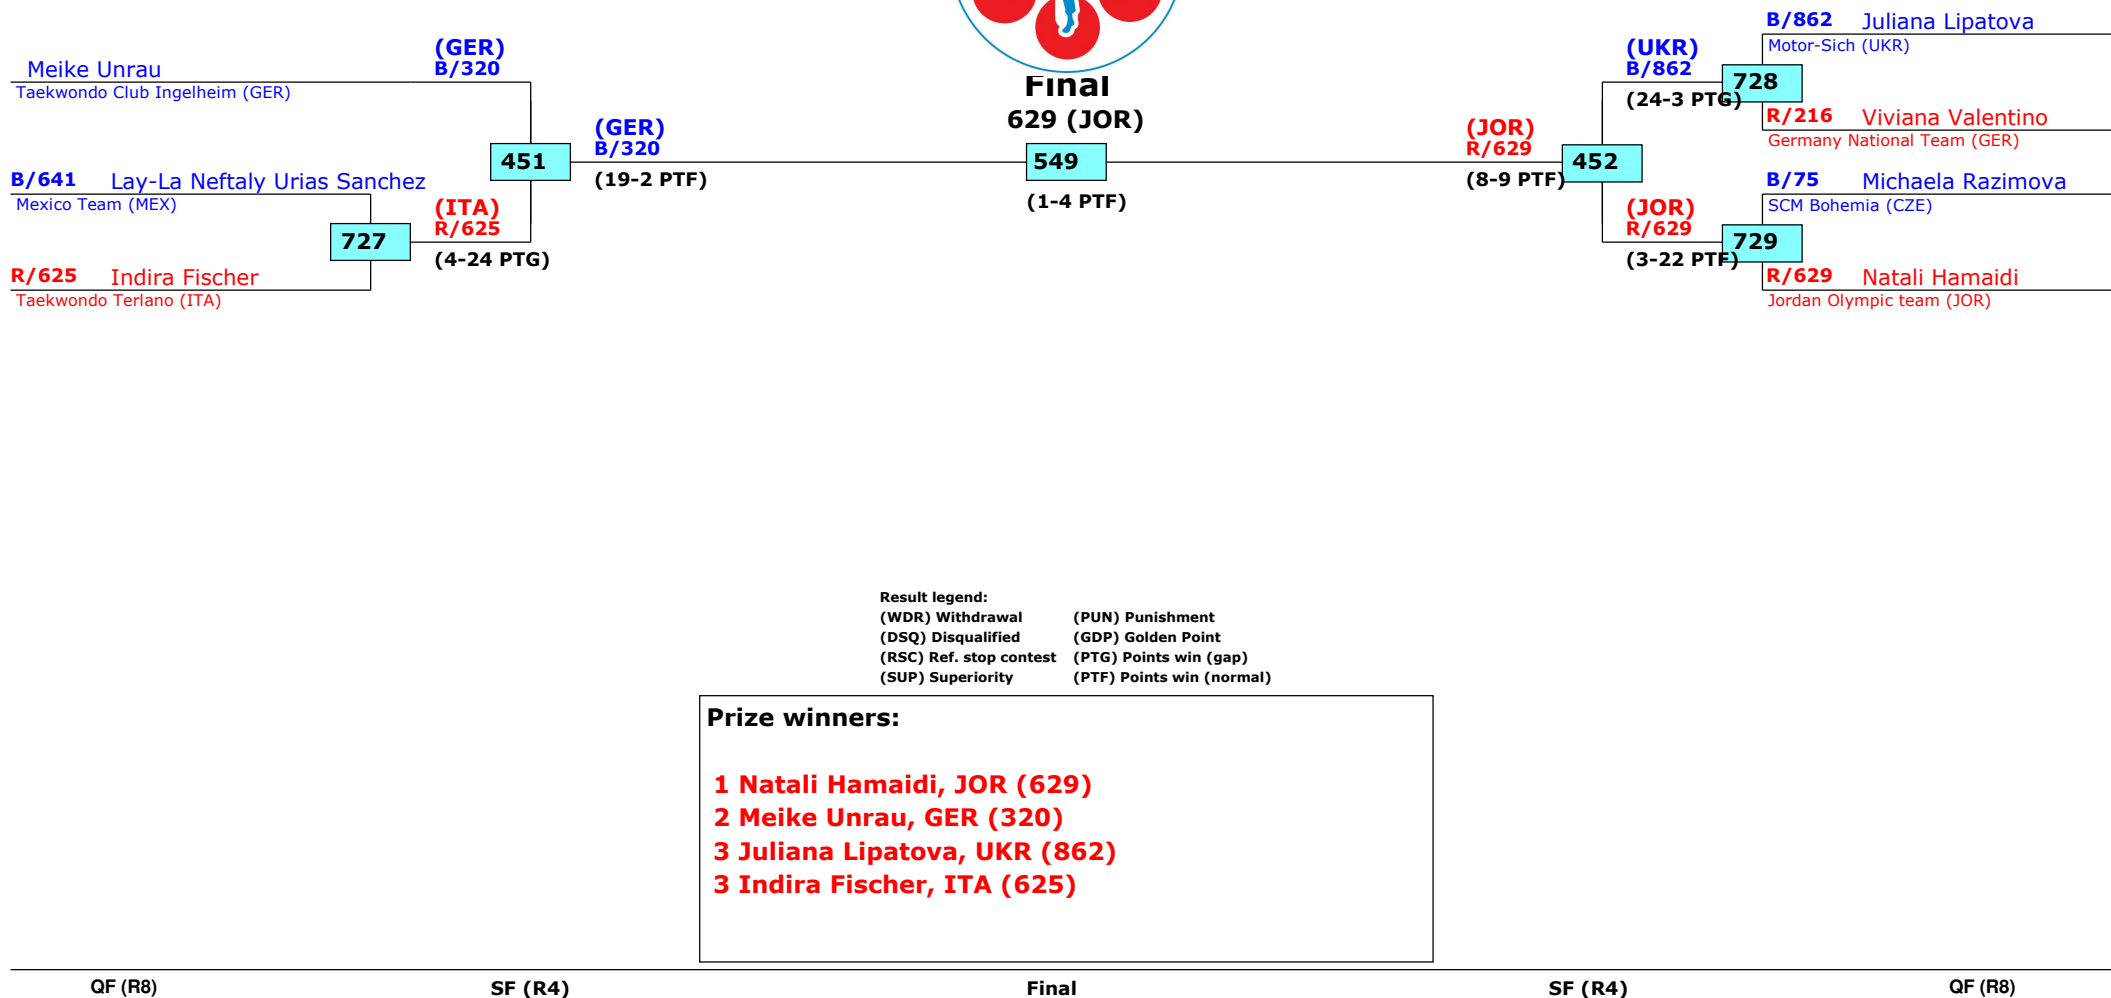 (GER)
B/320
Meike Unrau
Taekwondo Club Ingelheim (GER)
451
(GER)
B/320
(19-2 PTF)
B/641 Lay-La Neftaly Urias Sanchez
Mexico Team (MEX)
727
(ITA)
R/625
(4-24 PTG)
R/625 Indira Fischer
Taekwondo Terlano (ITA)
Final
629 (JOR)
549
(1-4 PTF)
(JOR)
R/629
(8-9 PTF)
452
(UKR)
B/862
(24-3 PTG)
728
B/862 Juliana Lipatova
Motor-Sich (UKR)
R/216 Viviana Valentino
Germany National Team (GER)
B/75 Michaela Razimova
SCM Bohemia (CZE)
(JOR)
R/629
(3-22 PTF)
729
R/629 Natali Hamaidi
Jordan Olympic team (JOR)
Result legend:
(WDR) Withdrawal (PUN) Punishment
(DSQ) Disqualified (GDP) Golden Point
(RSC) Ref. stop contest (PTG) Points win (gap)
(SUP) Superiority (PTF) Points win (normal)
Prize winners:
1 Natali Hamaidi, JOR (629)
2 Meike Unrau, GER (320)
3 Juliana Lipatova, UKR (862)
3 Indira Fischer, ITA (625)
QF (R8) SF (R4) Final SF (R4) QF (R8)